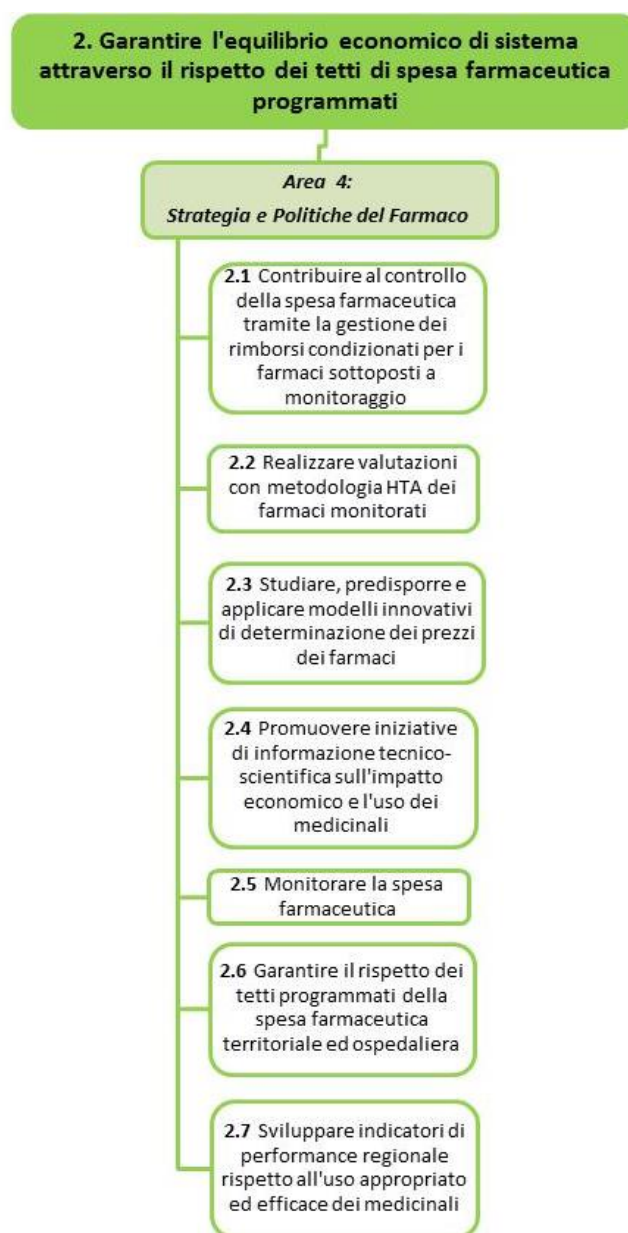 2. Garantire l'equilibrio economico di sistema
attraverso il rispetto dei tetti di spesa farmaceutica
programmati
Area 4:
Strategia e Politiche del Farmaco
2.1 Contribuire al controllo
della spesa farmaceutica
tramite la gestione dei
rimborsi condizionati per i
farmaci sottoposti a
monitoraggio
2.2 Realizzare valutazioni
con metodologia HTA dei
farmaci monitorati
2.3 Studiare, predisporre e
applicare modelli innovativi
di determinazione dei prezzi
dei farmaci
2.4 Promuovere iniziative
di informazione tecnico-
scientifica sull'impatto
economico e l'uso dei
medicinali
2.5 Monitorare la spesa
farmaceutica
2.6 Garantire il rispetto dei
tetti programmati della
spesa farmaceutica
territoriale ed ospedaliera
2.7 Sviluppare indicatori di
performance regionale
rispetto all'uso appropriato
ed efficace dei medicinali